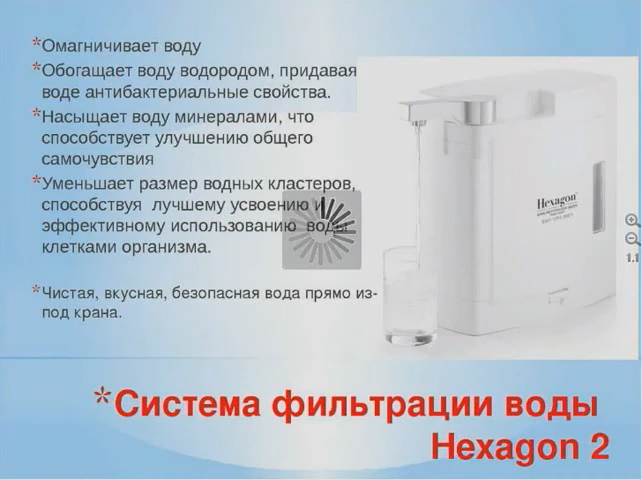 *Омагничивает воду
*Обогащает воду водородом, придавая
воде антибактериальные свойства.
*Насыщает воду минералами, что
способствует улучшению общего
самочувствия
*Уменьшает размер водных кластеров,
способствуя лучшему усвоению и
эффективному использованию воды
клетками организма.
*Чистая, вкусная, безопасная вода прямо из-
под крана.
Hexagon
1.1
*Система фильтрации воды
Hexagon 2